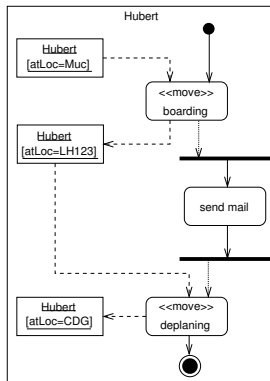 Hubert
Hubert
[atLoc=Muc]
<<move>>
boarding
Hubert
[atLoc=LH123]
send mail
Hubert
[atLoc=CDG]
<<move>>
deplaning